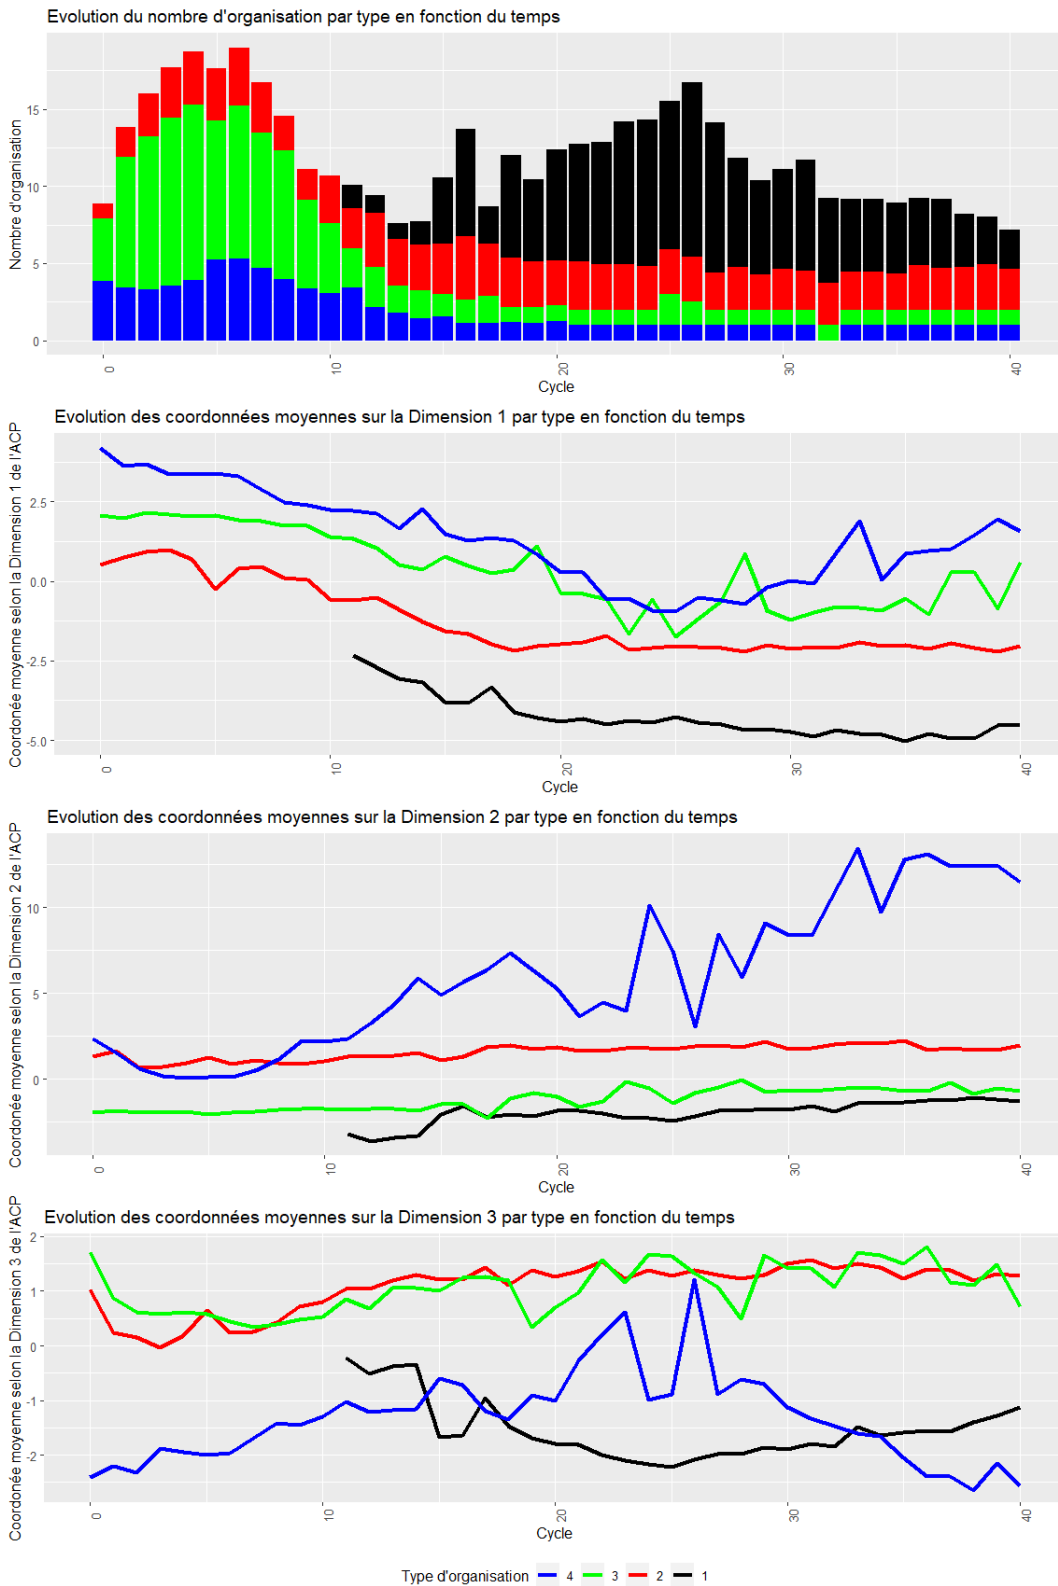 Evolution du nombre d'organisation par type en fonction du temps
Nombre d'organisation
15
10
5
0
0
10
20
30
40
Cycle
Evolution des coordonnées moyennes sur la Dimension 1 par type en fonction du temps
Coordonée moyenne selon la Dimension 1 de l'ACP
2.5
0.0
-2.5
-5.0
0
10
20
30
40
Cycle
Evolution des coordonnées moyennes sur la Dimension 2 par type en fonction du temps
Coordonée moyenne selon la Dimension 2 de l'ACP
10
5
0
0
10
20
30
40
Cycle
Evolution des coordonnées moyennes sur la Dimension 3 par type en fonction du temps
Coordonée moyenne selon la Dimension 3 de l'ACP
2
1
0
-1
-2
0
10
20
30
40
Cycle
Type d'organisation 4 3 2 1